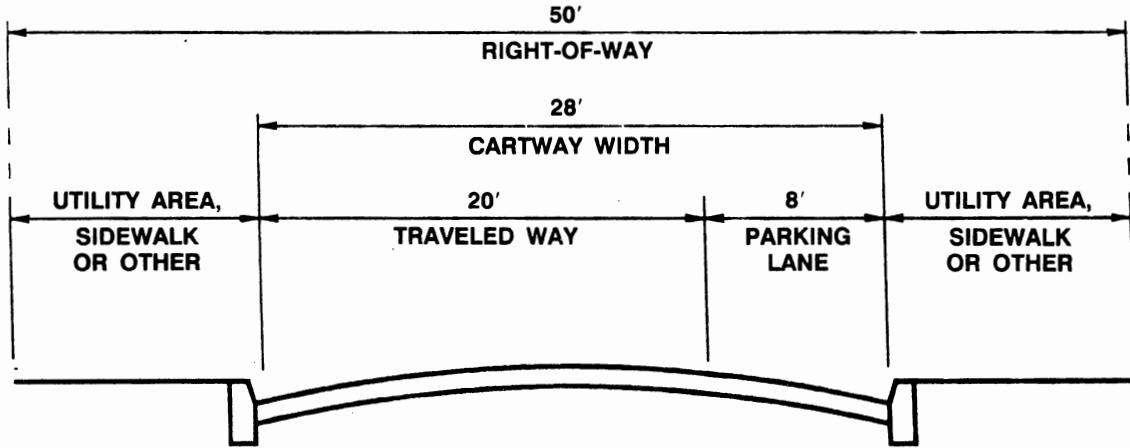 50′
RIGHT-OF-WAY
28′
CARTWAY WIDTH
UTILITY AREA,
SIDEWALK
OR OTHER
20′
TRAVELED WAY
8′
PARKING
LANE
UTILITY AREA,
SIDEWALK
OR OTHER